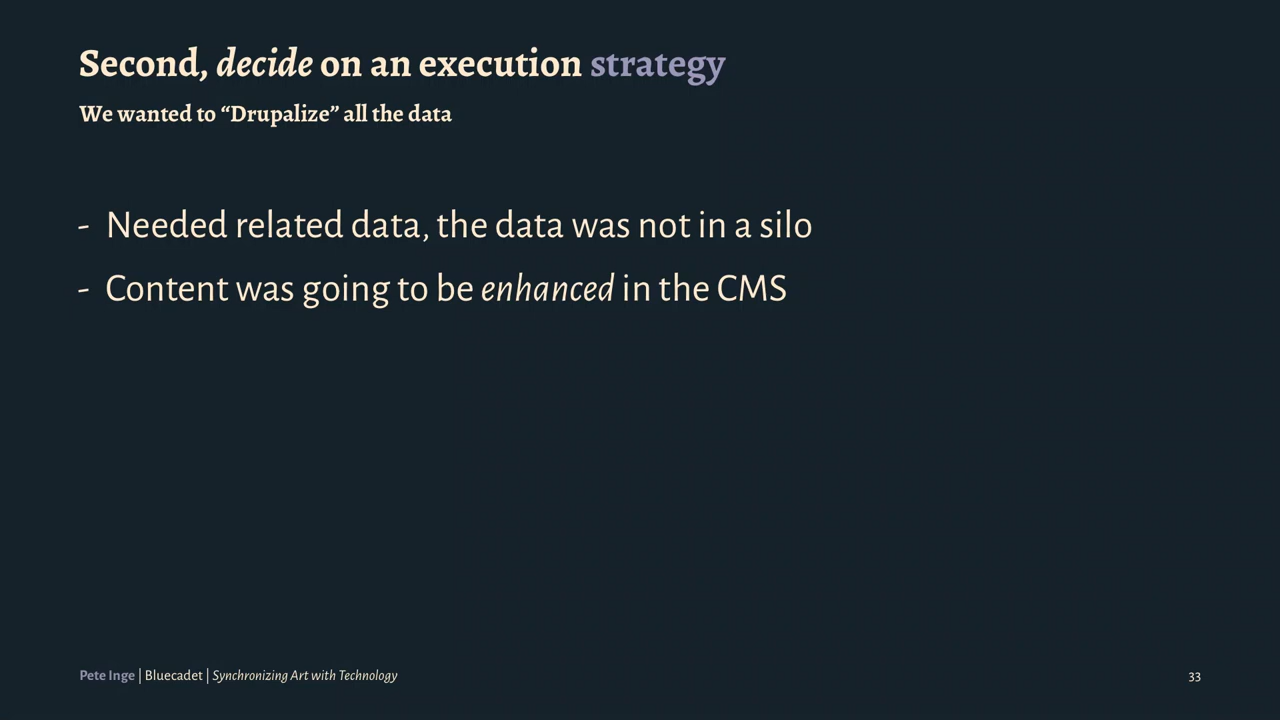 Second, decide on an execution strategy
We wanted to “Drupalize” all the data
- Needed related data, the data was not in a silo
- Content was going to be enhanced in the CMS
Pete Inge | Bluecadet | Synchronizing Art with Technology
33